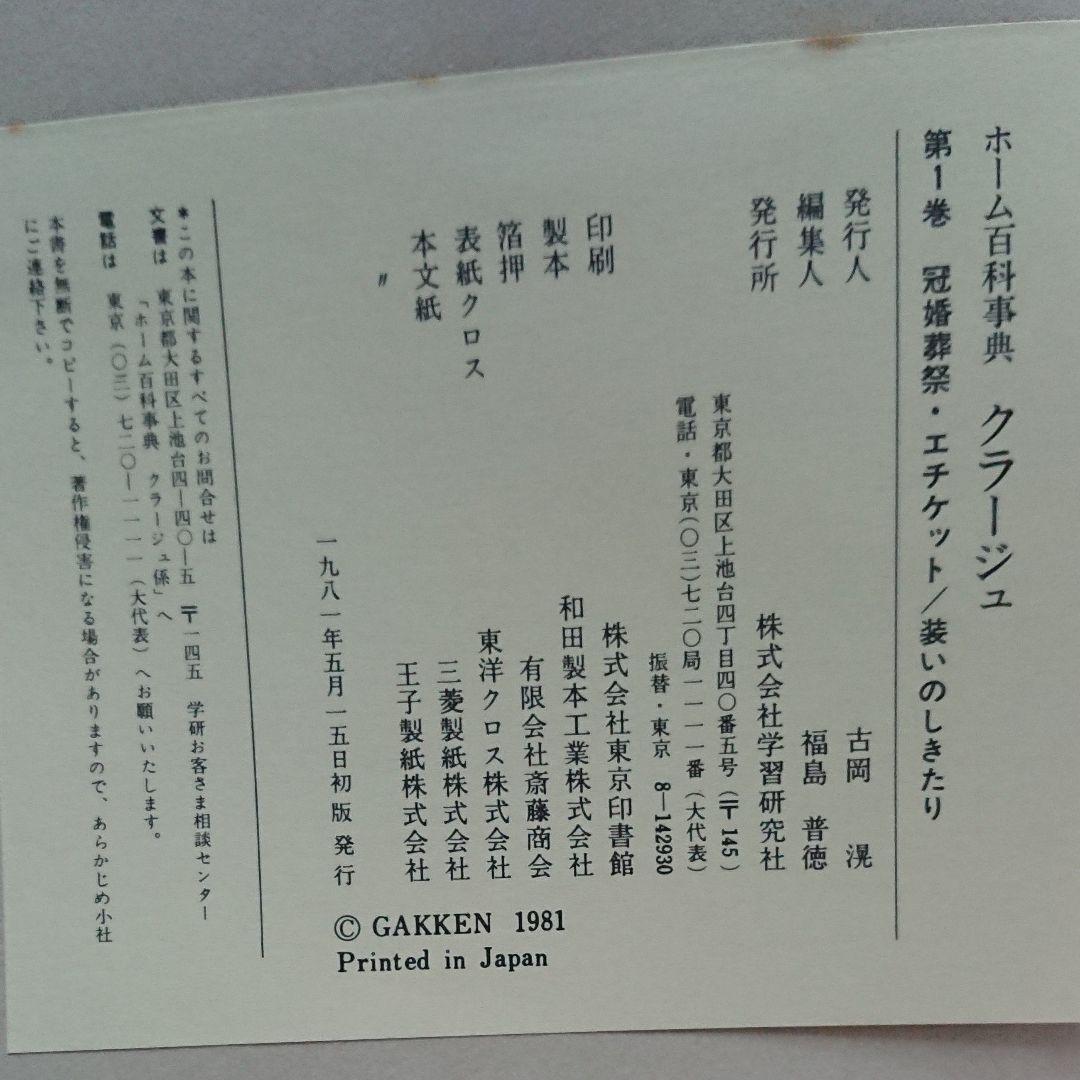 ホーム百科事典　クラージュ
第1巻　冠婚葬祭・エチケット／装いのしきたり
発行人　古岡　滉
編集人　福島　普徳
発行所　株式会社学習研究社
東京都大田区上池台四丁目四〇番五号（〒145）
電話・東京(〇三)七二〇局一一一一番（大代表）
振替・東京　8―142930
印刷　株式会社東京印書館
製本　和田製本工業株式会社
箔押　有限会社斎藤商会
表紙クロス　東洋クロス株式会社
本文紙　三菱製紙株式会社
〃　王子製紙株式会社
一九八一年五月一五日初版発行
© GAKKEN 1981
Printed in Japan
＊この本に関するすべてのお問合せは
文書は　東京都大田区上池台四―四〇―五　〒一四五　学研お客さま相談センター
「ホーム百科事典　クラージュ係」へ
電話は　東京（〇三）七二〇―一一一一（大代表）へお願いいたします。
本書を無断でコピーすると、著作権侵害になる場合がありますので、あらかじめ小社
にご連絡下さい。